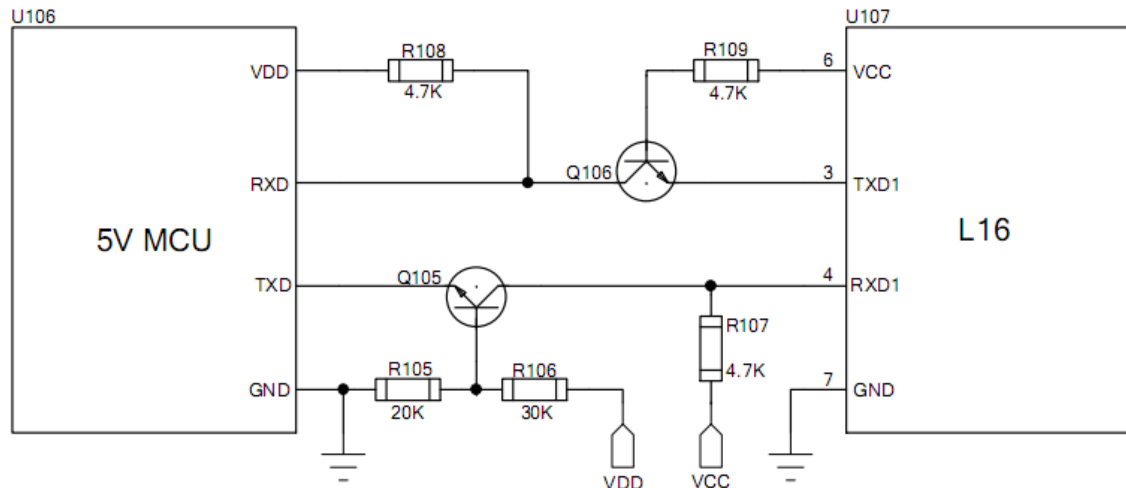 U106
U107
VDD
R108
4.7K
R109
4.7K
6
VCC
RXD
Q106
3
TXD1
5V MCU
L16
TXD
Q105
4
RXD1
R107
4.7K
GND
R105
20K
R106
30K
7
GND
VDD
VCC